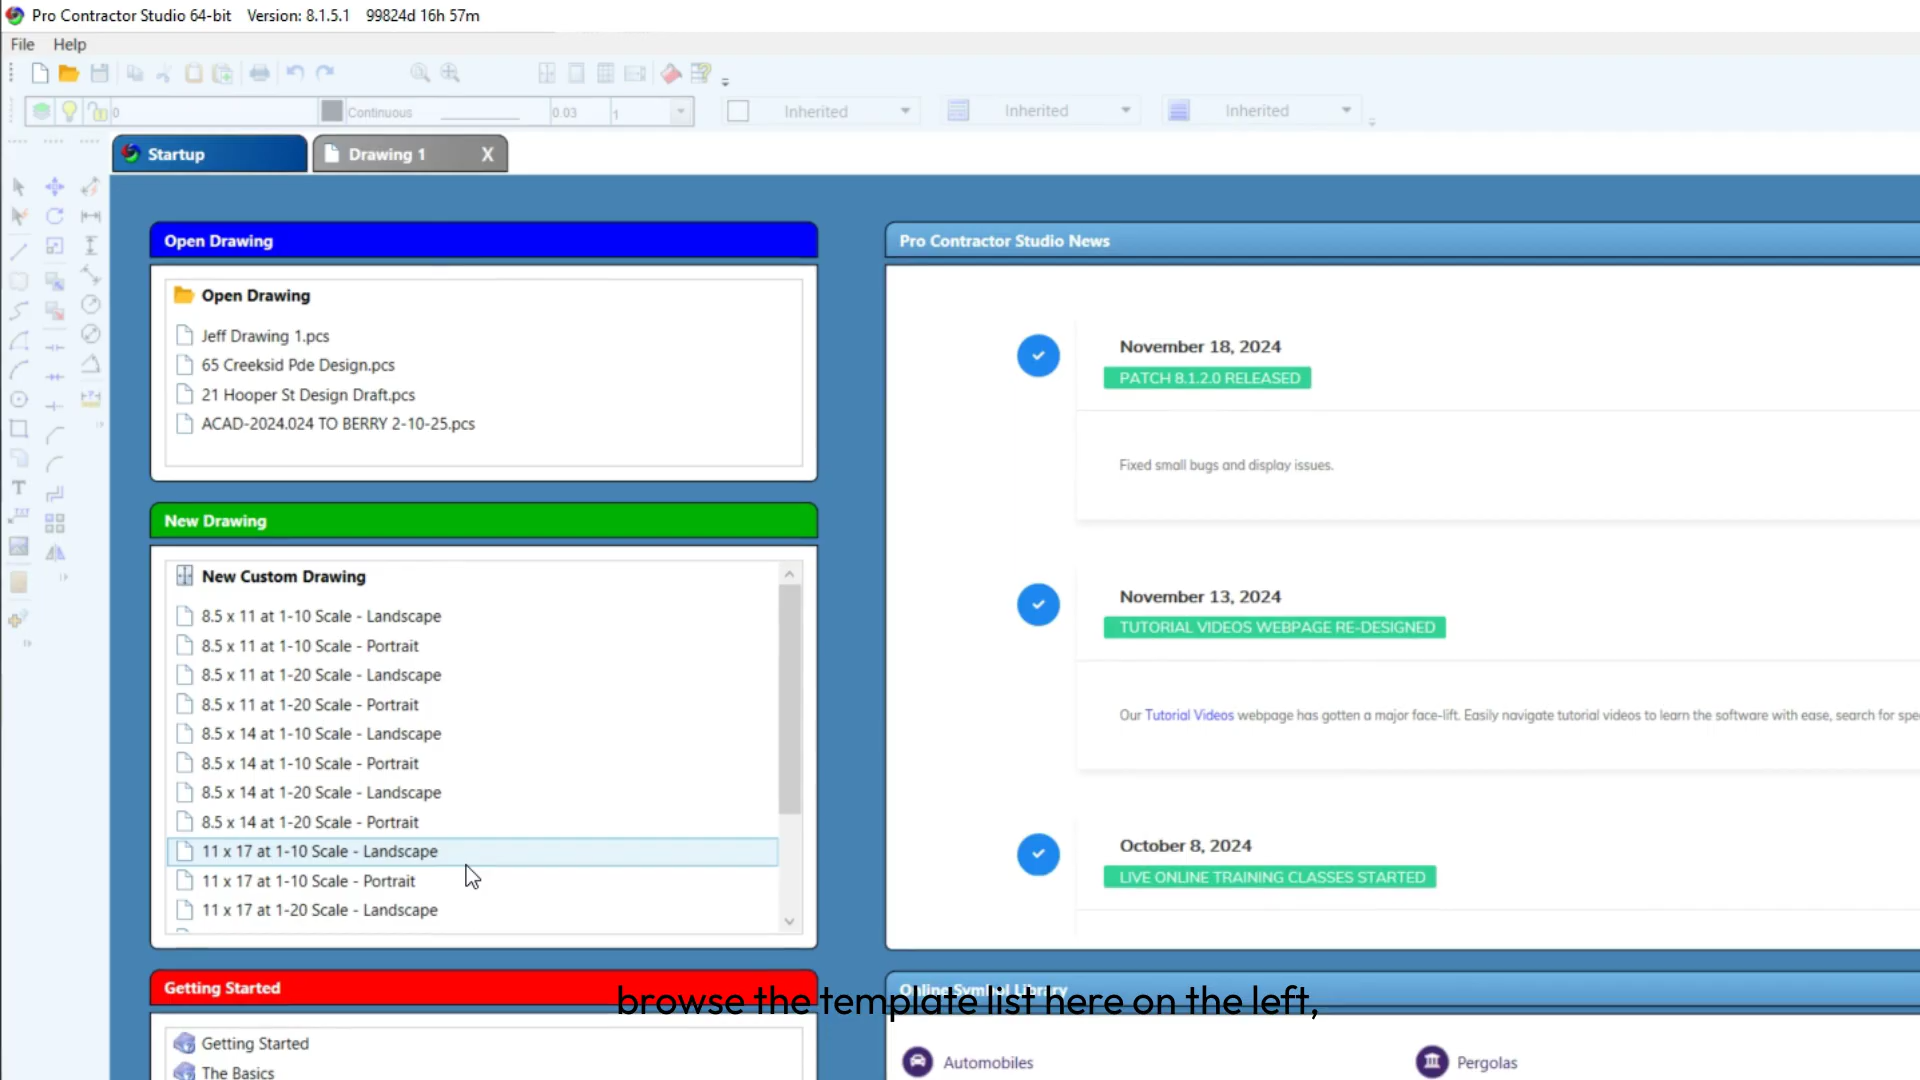 Pro Contractor Studio 64-bit   Version: 8.1.5.1   99824d 16h 57m
File   Help
0   Continuous   0.03   1   Inherited   Inherited   Inherited
Startup   Drawing 1   X
Open Drawing
Open Drawing
Jeff Drawing 1.pcs
65 Creeksid Pde Design.pcs
21 Hooper St Design Draft.pcs
ACAD-2024.024 TO BERRY 2-10-25.pcs
New Drawing
New Custom Drawing
8.5 x 11 at 1-10 Scale - Landscape
8.5 x 11 at 1-10 Scale - Portrait
8.5 x 11 at 1-20 Scale - Landscape
8.5 x 11 at 1-20 Scale - Portrait
8.5 x 14 at 1-10 Scale - Landscape
8.5 x 14 at 1-10 Scale - Portrait
8.5 x 14 at 1-20 Scale - Landscape
8.5 x 14 at 1-20 Scale - Portrait
11 x 17 at 1-10 Scale - Landscape
11 x 17 at 1-10 Scale - Portrait
11 x 17 at 1-20 Scale - Landscape
Getting Started
Getting Started
The Basics
Pro Contractor Studio News
November 18, 2024
PATCH 8.1.2.0 RELEASED
Fixed small bugs and display issues.
November 13, 2024
TUTORIAL VIDEOS WEBPAGE RE-DESIGNED
Our Tutorial Videos webpage has gotten a major face-lift. Easily navigate tutorial videos to learn the software with ease, search for spe
October 8, 2024
LIVE ONLINE TRAINING CLASSES STARTED
Online Symbol Library
Automobiles   Pergolas
browse the template list here on the left,